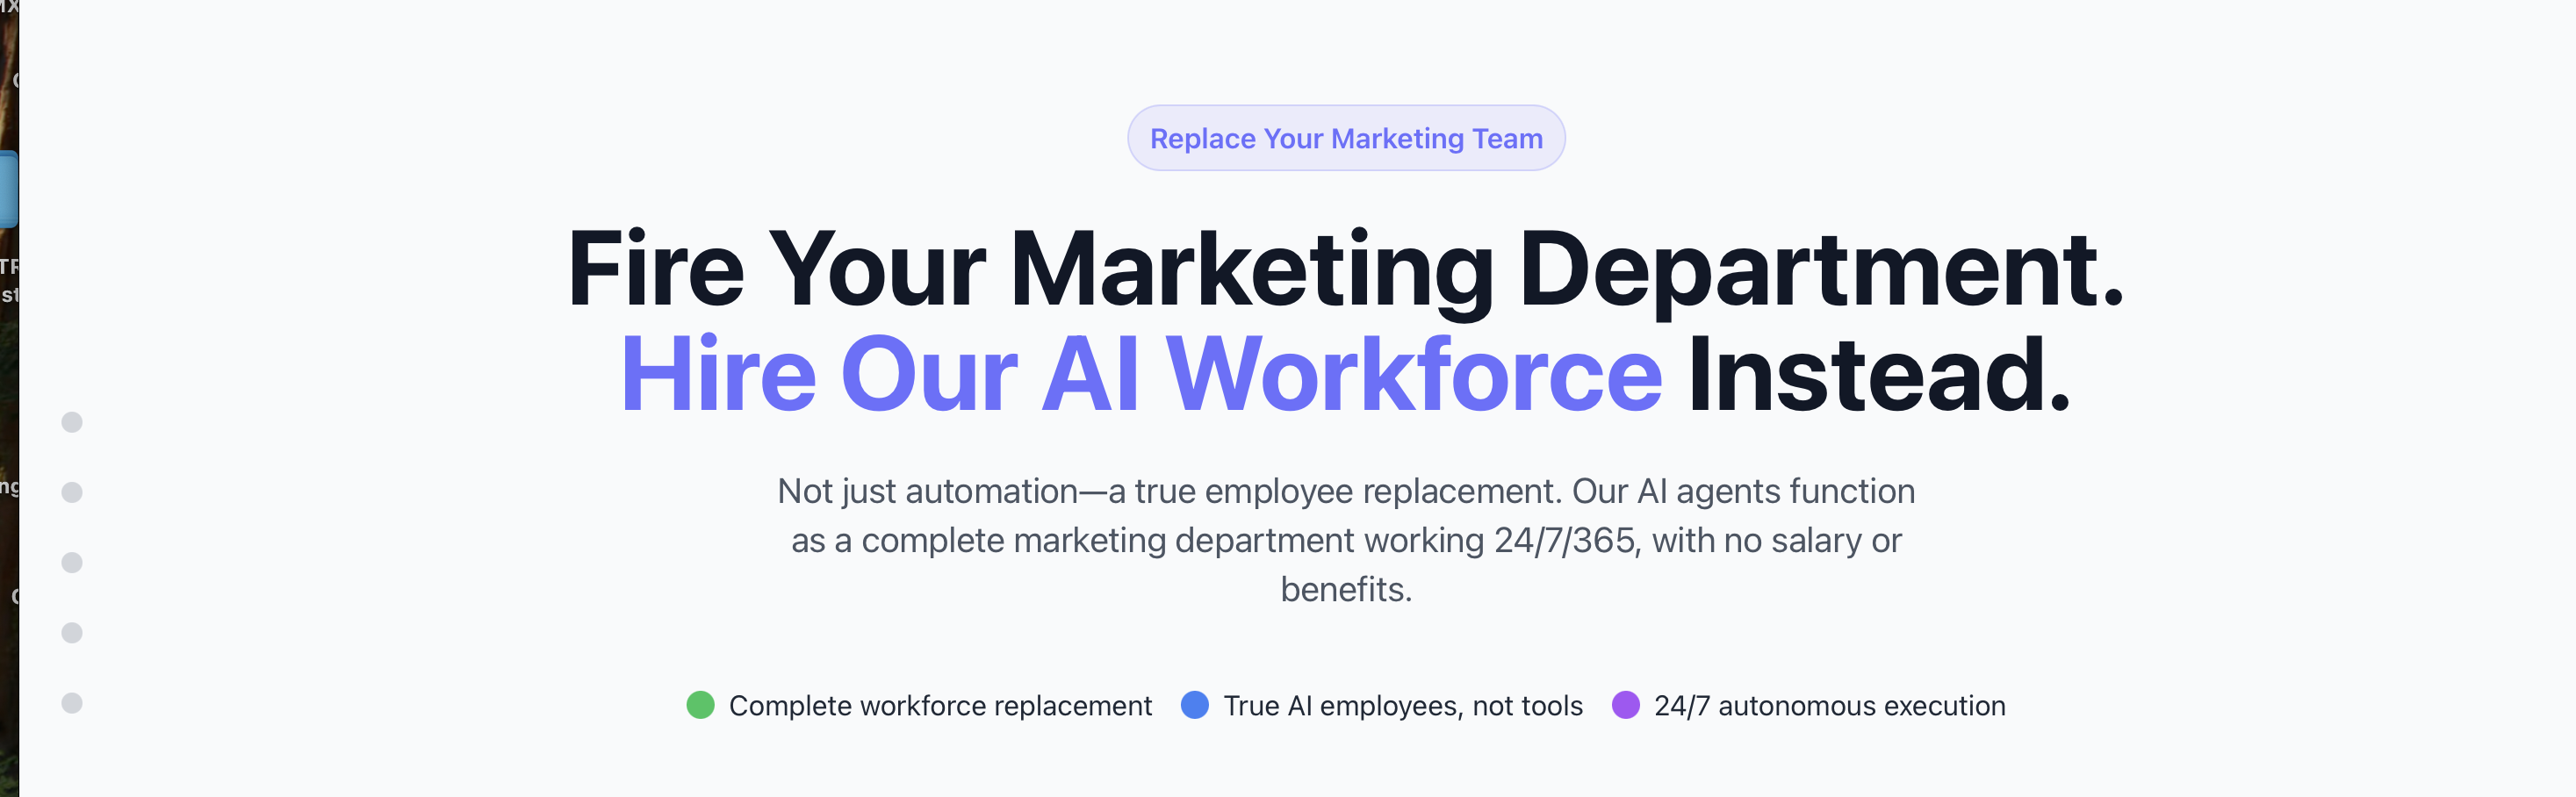 Replace Your Marketing Team
Fire Your Marketing Department.
Hire Our AI Workforce Instead.
Not just automation—a true employee replacement. Our AI agents function
as a complete marketing department working 24/7/365, with no salary or
benefits.
Complete workforce replacement True AI employees, not tools 24/7 autonomous execution